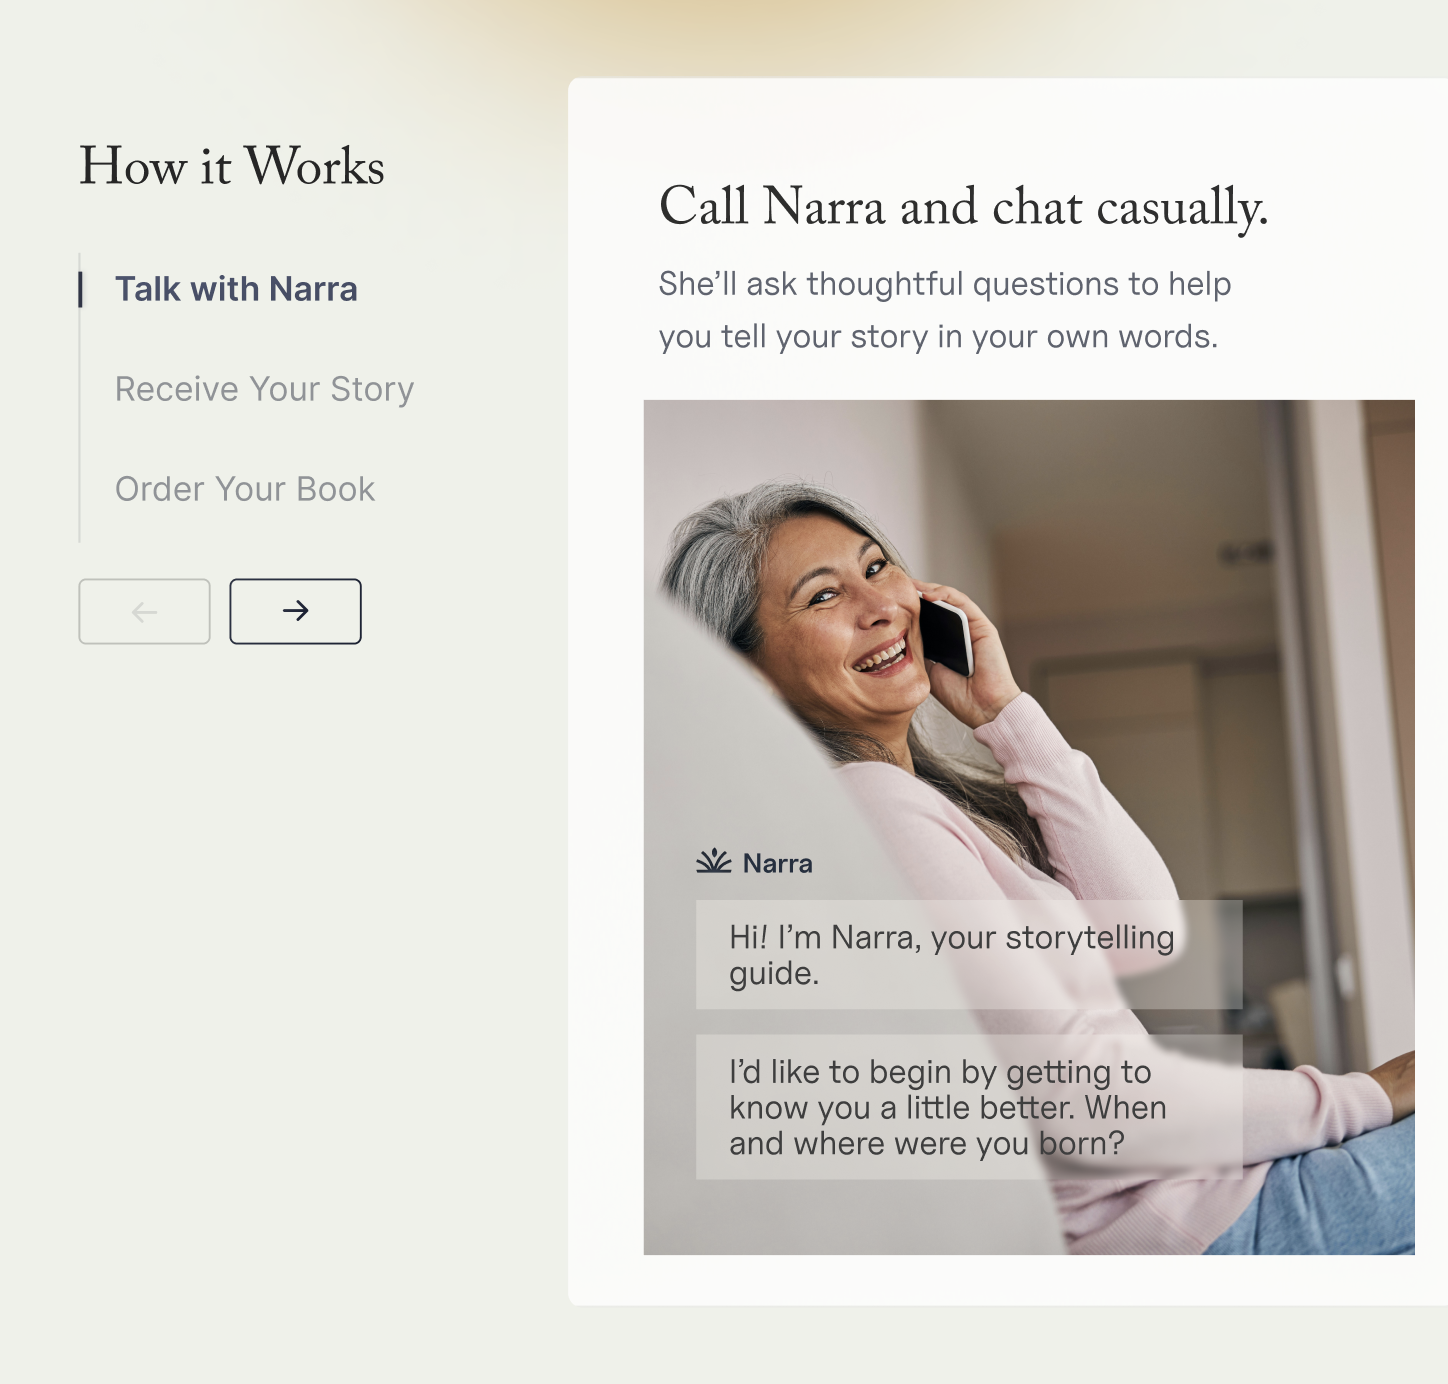 How it Works
Talk with Narra
Receive Your Story
Order Your Book
Call Narra and chat casually.
She’ll ask thoughtful questions to help
you tell your story in your own words.
Narra
Hi! I’m Narra, your storytelling
guide.
I’d like to begin by getting to
know you a little better. When
and where were you born?